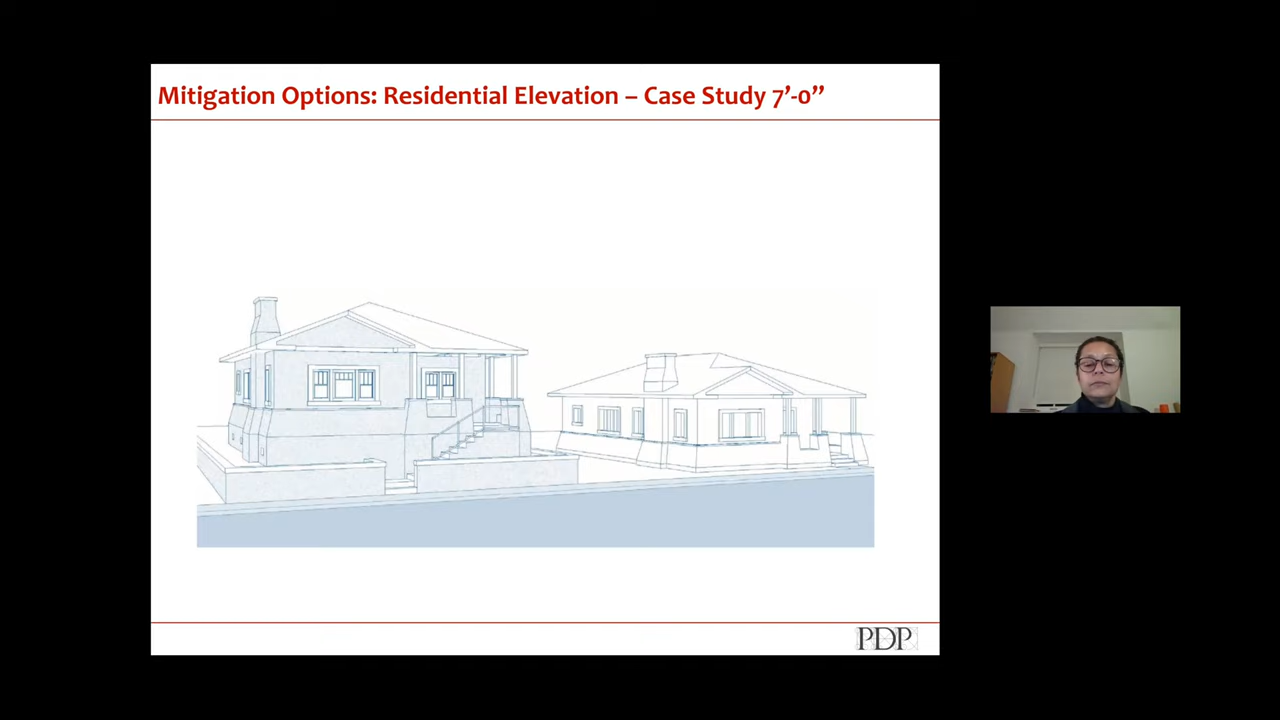 Mitigation Options: Residential Elevation – Case Study 7’-0”
PDP